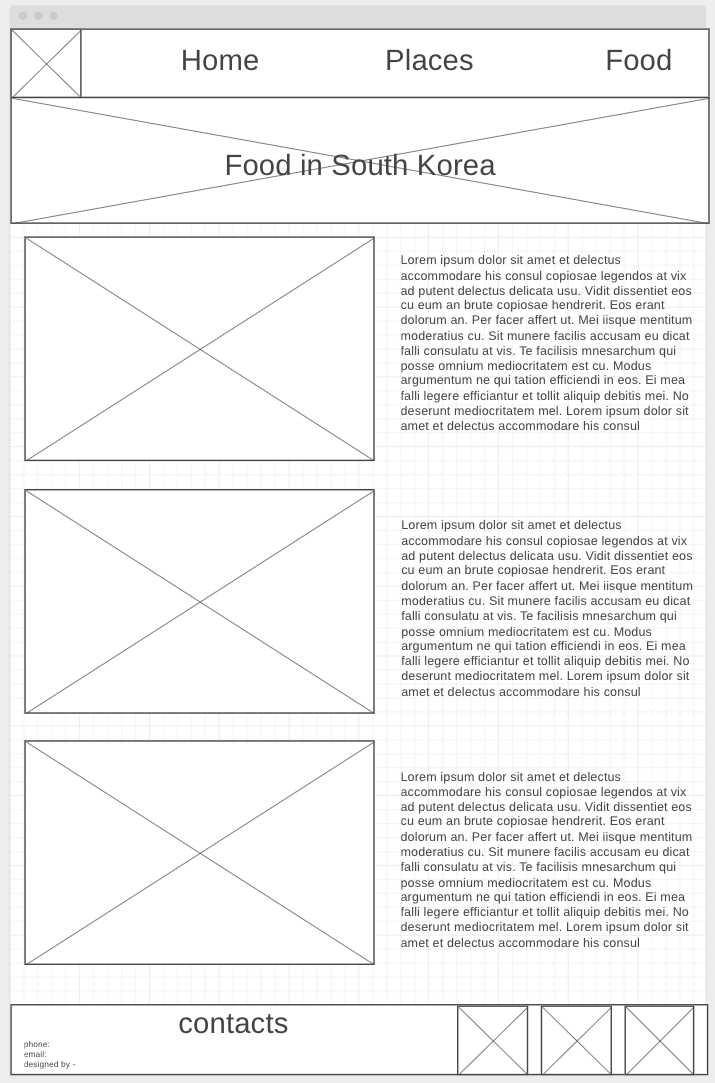 Home Places Food
Food in South Korea
Lorem ipsum dolor sit amet et delectus
accommodare his consul copiosae legendos at vix
ad putent delectus delicata usu. Vidit dissentiet eos
cu eum an brute copiosae hendrerit. Eos erant
dolorum an. Per facer affert ut. Mei iisque mentitum
moderatius cu. Sit munere facilis accusam eu dicat
falli consulatu at vis. Te facilisis mnesarchum qui
posse omnium mediocritatem est cu. Modus
argumentum ne qui tation efficiendi in eos. Ei mea
falli legere efficiantur et tollit aliquip debitis mei. No
deserunt mediocritatem mel. Lorem ipsum dolor sit
amet et delectus accommodare his consul
Lorem ipsum dolor sit amet et delectus
accommodare his consul copiosae legendos at vix
ad putent delectus delicata usu. Vidit dissentiet eos
cu eum an brute copiosae hendrerit. Eos erant
dolorum an. Per facer affert ut. Mei iisque mentitum
moderatius cu. Sit munere facilis accusam eu dicat
falli consulatu at vis. Te facilisis mnesarchum qui
posse omnium mediocritatem est cu. Modus
argumentum ne qui tation efficiendi in eos. Ei mea
falli legere efficiantur et tollit aliquip debitis mei. No
deserunt mediocritatem mel. Lorem ipsum dolor sit
amet et delectus accommodare his consul
Lorem ipsum dolor sit amet et delectus
accommodare his consul copiosae legendos at vix
ad putent delectus delicata usu. Vidit dissentiet eos
cu eum an brute copiosae hendrerit. Eos erant
dolorum an. Per facer affert ut. Mei iisque mentitum
moderatius cu. Sit munere facilis accusam eu dicat
falli consulatu at vis. Te facilisis mnesarchum qui
posse omnium mediocritatem est cu. Modus
argumentum ne qui tation efficiendi in eos. Ei mea
falli legere efficiantur et tollit aliquip debitis mei. No
deserunt mediocritatem mel. Lorem ipsum dolor sit
amet et delectus accommodare his consul
contacts
phone:
email:
designed by -